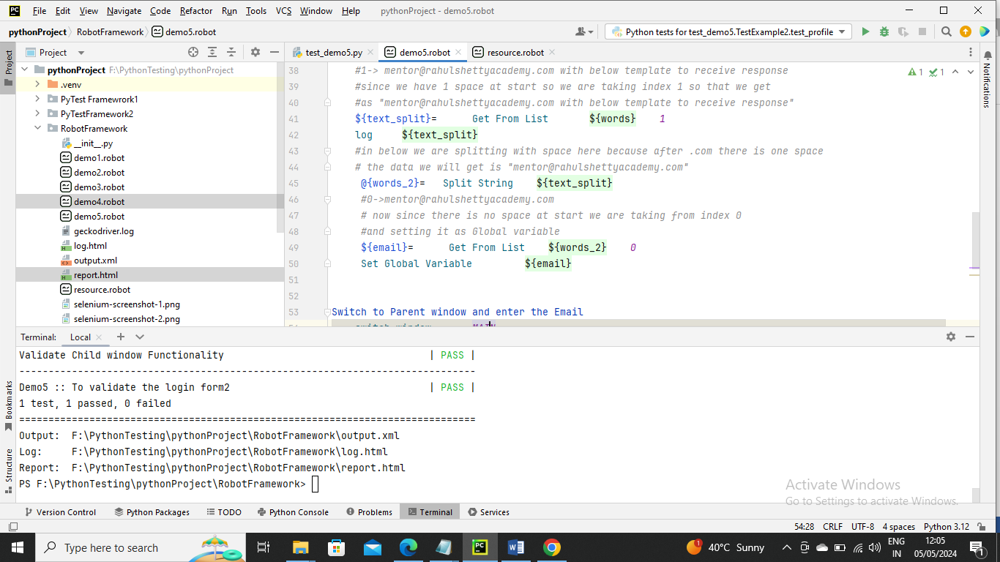 File Edit View Navigate Code Refactor Run Tools VCS Window Help pythonProject - demo5.robot
pythonProject RobotFramework demo5.robot Python tests for test_demo5.TestExample2.test_profile
Project test_demo5.py demo5.robot resource.robot
Project
Notifications
pythonProject F:\PythonTesting\pythonProject
.venv
PyTest Framewrork1
PyTestFramework2
RobotFramework
__init__.py
demo1.robot
demo2.robot
demo3.robot
demo4.robot
demo5.robot
geckodriver.log
log.html
output.xml
report.html
resource.robot
selenium-screenshot-1.png
selenium-screenshot-2.png
1 1
38 #1-> mentor@rahulshettyacademy.com with below template to receive response
39 #since we have 1 space at start so we are taking index 1 so that we get
40 #as "mentor@rahulshettyacademy.com with below template to receive response"
41 ${text_split}= Get From List ${words} 1
42 log ${text_split}
43 #in below we are splitting with space here because after .com there is one space
44 # the data we will get is "mentor@rahulshettyacademy.com"
45 @{words_2}= Split String ${text_split}
46 #0->mentor@rahulshettyacademy.com
47 # now since there is no space at start we are taking from index 0
48 #and setting it as Global variable
49 ${email}= Get From List ${words_2} 0
50 Set Global Variable ${email}
51
52
53 Switch to Parent window and enter the Email
Terminal: Local
Validate Child window Functionality | PASS |
------------------------------------------------------------------------------
Demo5 :: To validate the login form2 | PASS |
1 test, 1 passed, 0 failed
==============================================================================
Output: F:\PythonTesting\pythonProject\RobotFramework\output.xml
Log: F:\PythonTesting\pythonProject\RobotFramework\log.html
Report: F:\PythonTesting\pythonProject\RobotFramework\report.html
PS F:\PythonTesting\pythonProject\RobotFramework>
Bookmarks
Structure
Activate Windows
Go to Settings to activate Windows.
Version Control Python Packages TODO Python Console Problems Terminal Services
54:28 CRLF UTF-8 4 spaces Python 3.12
Type here to search 1 40°C Sunny ENG 12:05
IN 05/05/2024 1